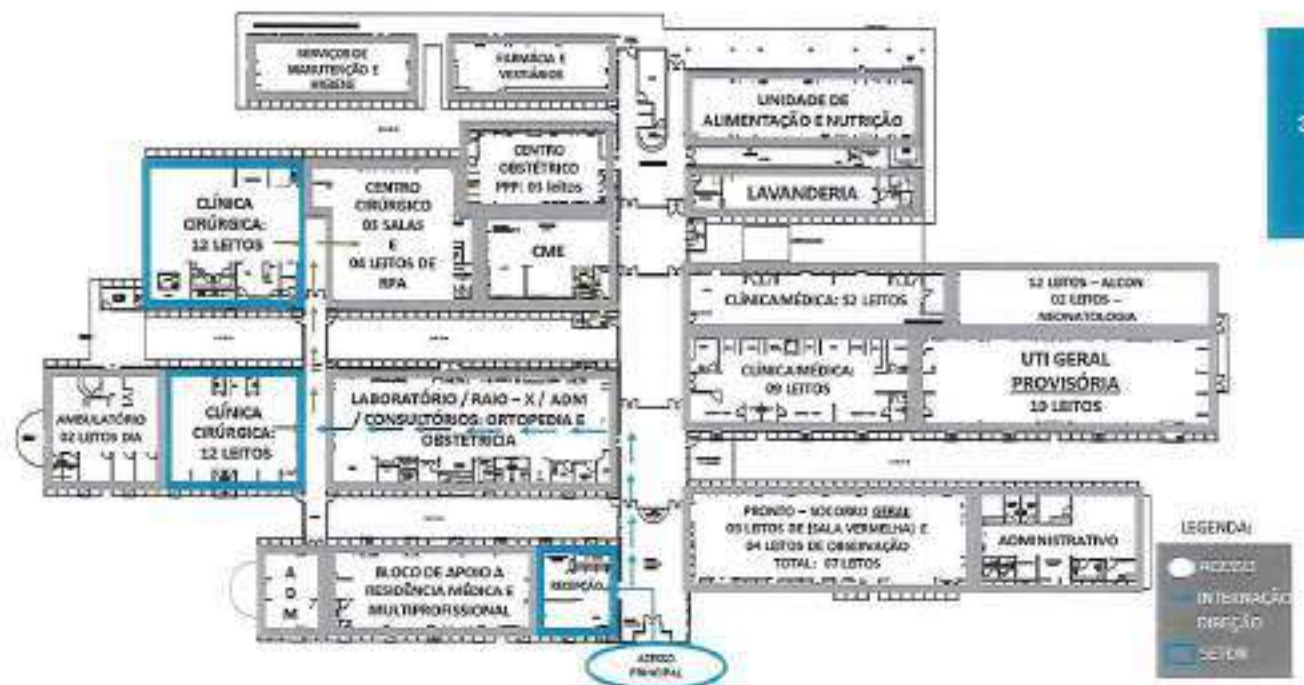 SERVIÇOS DE
MANUTENÇÃO E
HIGIENE
FARMÁCIA E
VESTIÁRIOS
UNIDADE DE
ALIMENTAÇÃO E NUTRIÇÃO
3
CENTRO
OBSTÉTRICO
PPP: 03 leitos
LAVANDERIA
CLÍNICA
CIRÚRGICA:
12 LEITOS
CENTRO
CIRÚRGICO
03 SALAS
E
04 LEITOS DE
RPA
CME
CLÍNICA MÉDICA: 52 LEITOS
12 LEITOS – ALCON
02 LEITOS –
NEONATOLOGIA
CLÍNICA MÉDICA:
09 LEITOS
UTI GERAL
PROVISÓRIA
10 LEITOS
AMBULATÓRIO
02 LEITOS DIA
CLÍNICA
CIRÚRGICA:
12 LEITOS
LABORATÓRIO / RAIO – X / ADM
/ CONSULTÓRIOS: ORTOPEDIA E
OBSTETRÍCIA
PRONTO – SOCORRO GERAL
03 LEITOS DE (SALA VERMELHA) E
04 LEITOS DE OBSERVAÇÃO
TOTAL: 07 LEITOS
ADMINISTRATIVO
A
D
M
BLOCO DE APOIO A
RESIDÊNCIA MÉDICA E
MULTIPROFISSIONAL
RECEPÇÃO
ACESSO
PRINCIPAL
LEGENDA:
ACESSO
INTERNAÇÃO
DIREÇÃO
SETOR